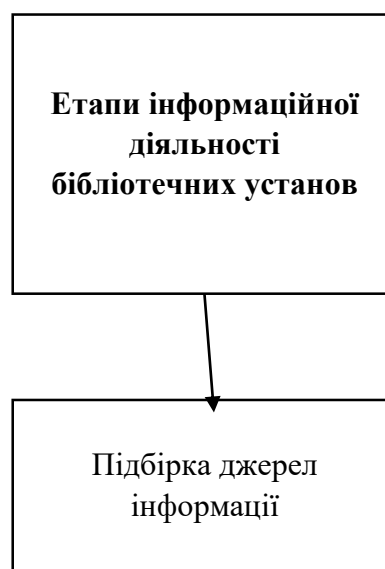 Етапи інформаційної
діяльності
бібліотечних установ
Підбірка джерел
інформації